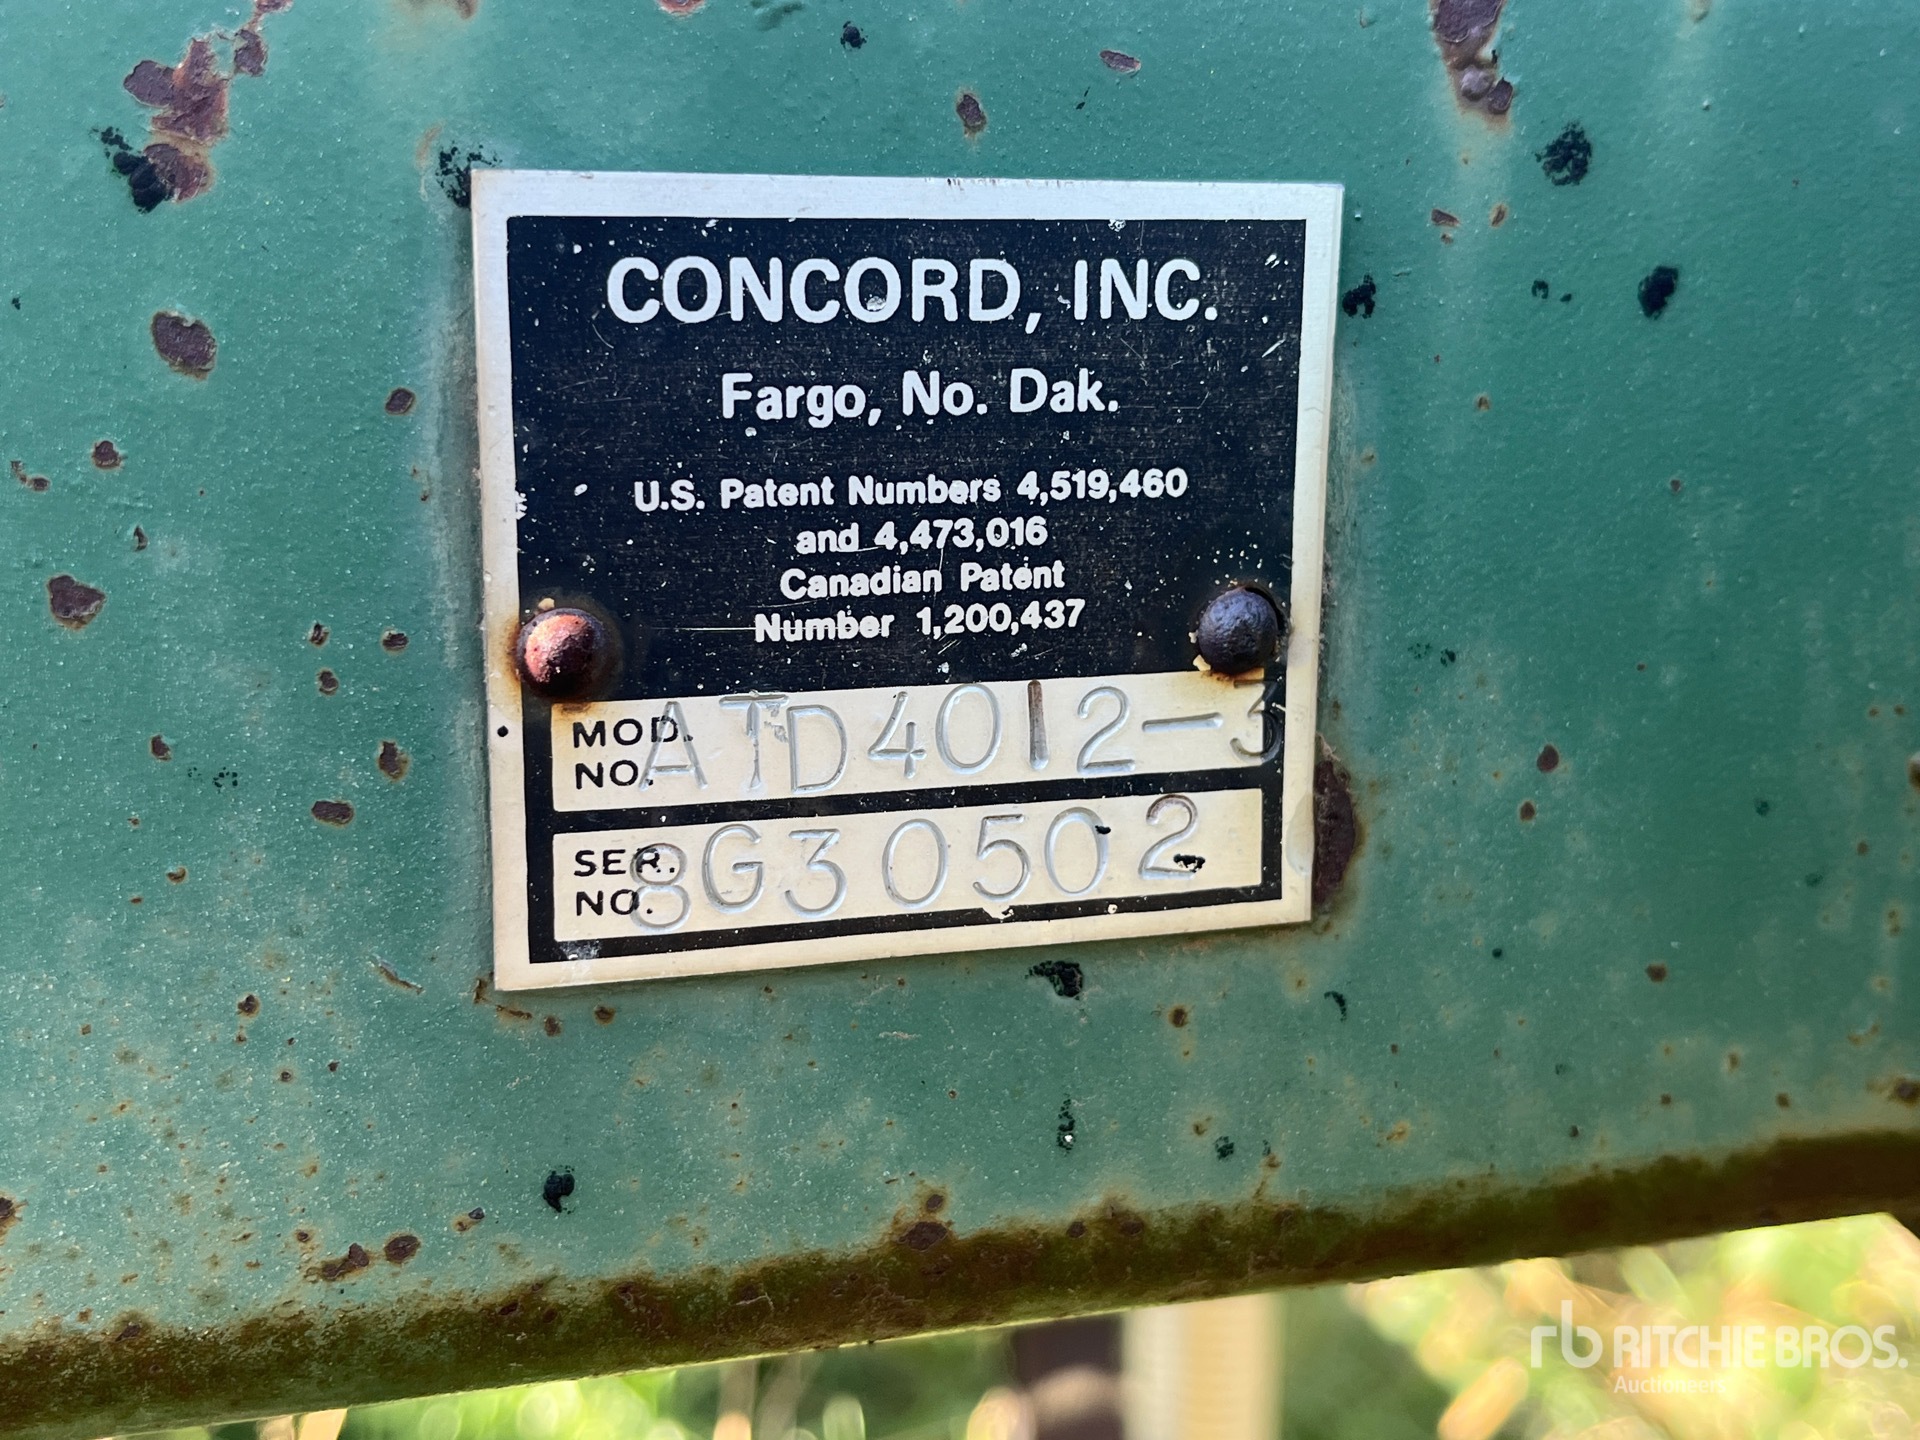 CONCORD, INC.
Fargo, No. Dak.
U.S. Patent Numbers 4,519,460
and 4,473,016
Canadian Patent
Number 1,200,437
MOD. NO. ATD4012-3
SER. NO. 8G30502
rb RITCHIE BROS.
Auctioneers